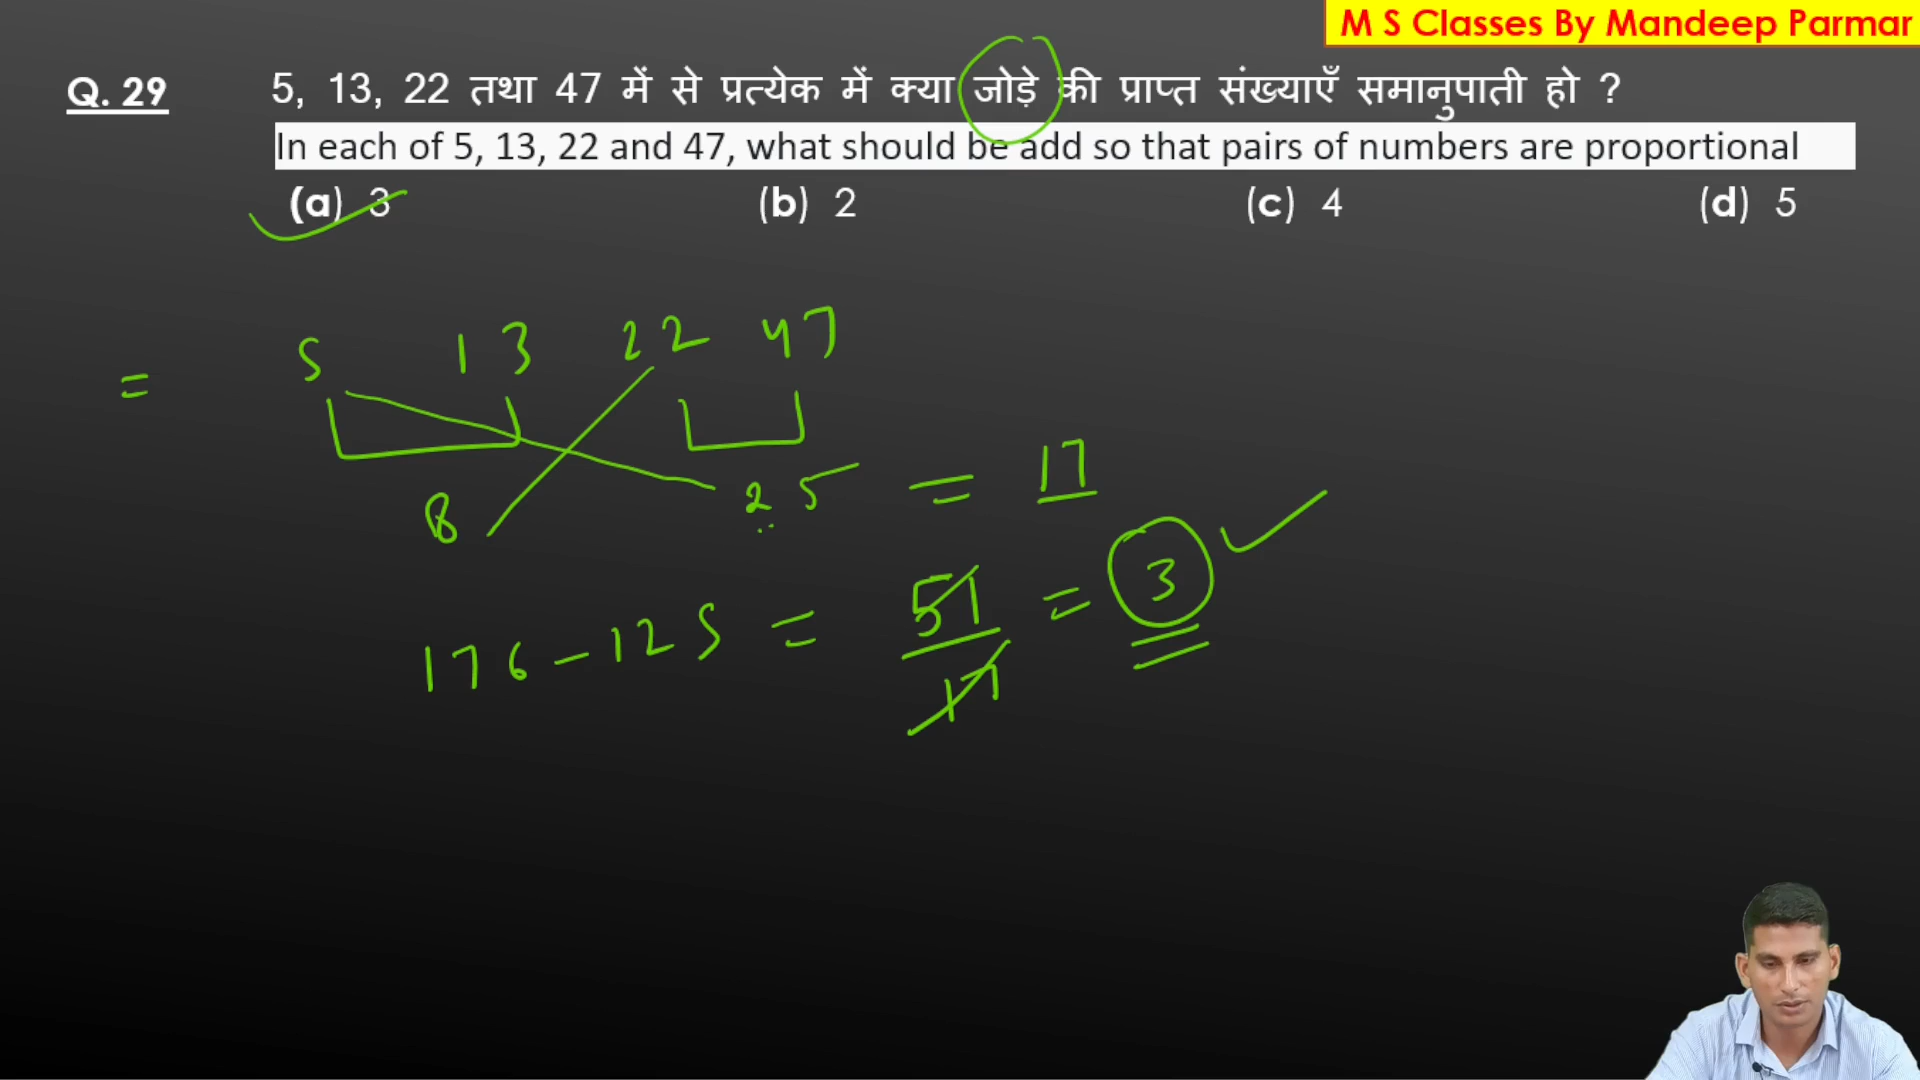 M S Classes By Mandeep Parmar
Q. 29 5, 13, 22 तथा 47 में से प्रत्येक में क्या जोड़े की प्राप्त संख्याएँ समानुपाती हो ?
In each of 5, 13, 22 and 47, what should be add so that pairs of numbers are proportional
(a) 3 (b) 2 (c) 4 (d) 5
= 5 13 22 47
8 25 = 17
176 - 125 = 51/17 = 3